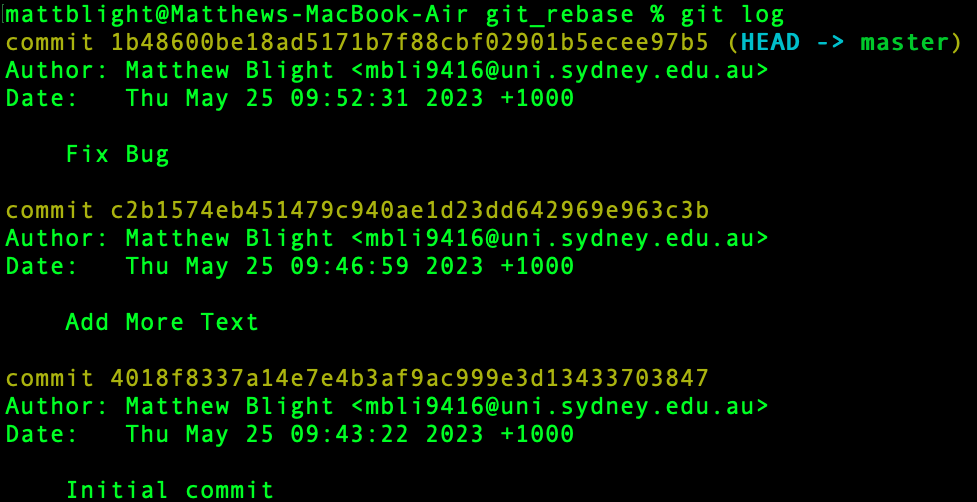 mattblight@Matthews-MacBook-Air git_rebase % git log
commit 1b48600be18ad5171b7f88cbf02901b5ecee97b5 (HEAD -> master)
Author: Matthew Blight <mbli9416@uni.sydney.edu.au>
Date:   Thu May 25 09:52:31 2023 +1000
Fix Bug
commit c2b1574eb451479c940ae1d23dd642969e963c3b
Author: Matthew Blight <mbli9416@uni.sydney.edu.au>
Date:   Thu May 25 09:46:59 2023 +1000
Add More Text
commit 4018f8337a14e7e4b3af9ac999e3d13433703847
Author: Matthew Blight <mbli9416@uni.sydney.edu.au>
Date:   Thu May 25 09:43:22 2023 +1000
Initial commit